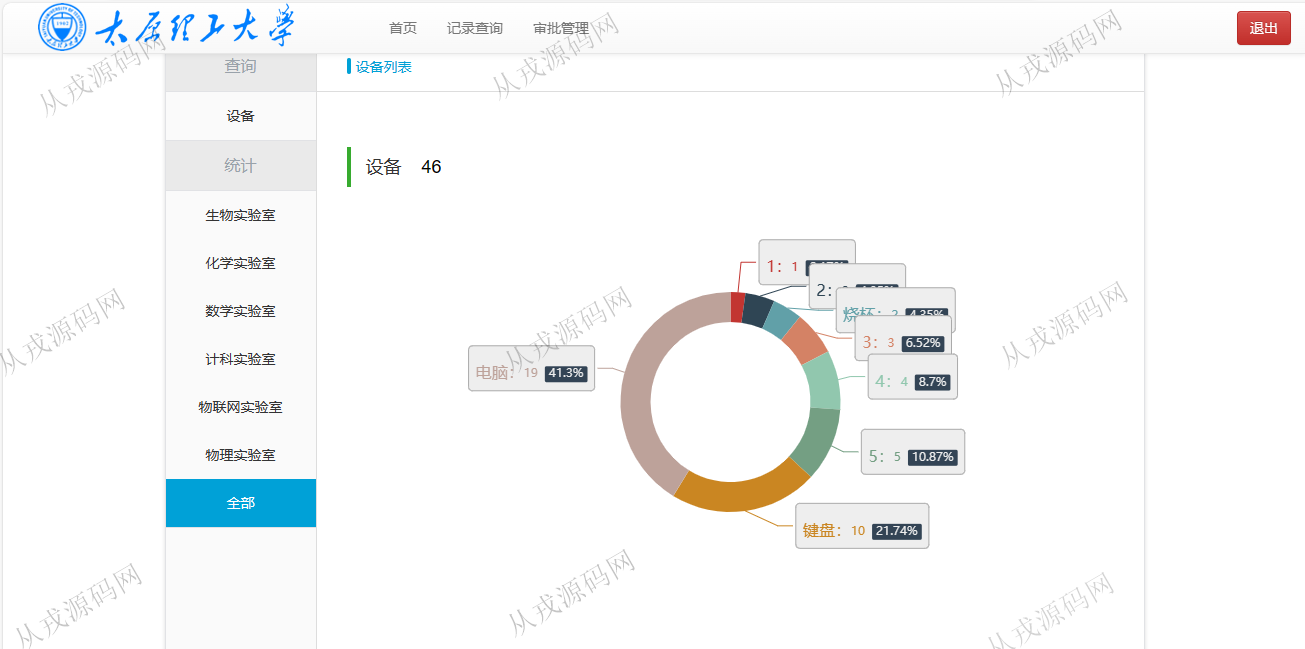 太原理工大学
首页 记录查询 审批管理
退出
查询
设备列表
设备
统计
设备 46
生物实验室
化学实验室
数学实验室
计科实验室
物联网实验室
物理实验室
全部
1： 1
2：
烧杯： 2 4.35%
3： 3 6.52%
4： 4 8.7%
5： 5 10.87%
键盘： 10 21.74%
电脑： 19 41.3%
从戎源码网
从戎源码网
从戎源码网
从戎源码网
从戎源码网
从戎源码网
从戎源码网
从戎源码网
从戎源码网